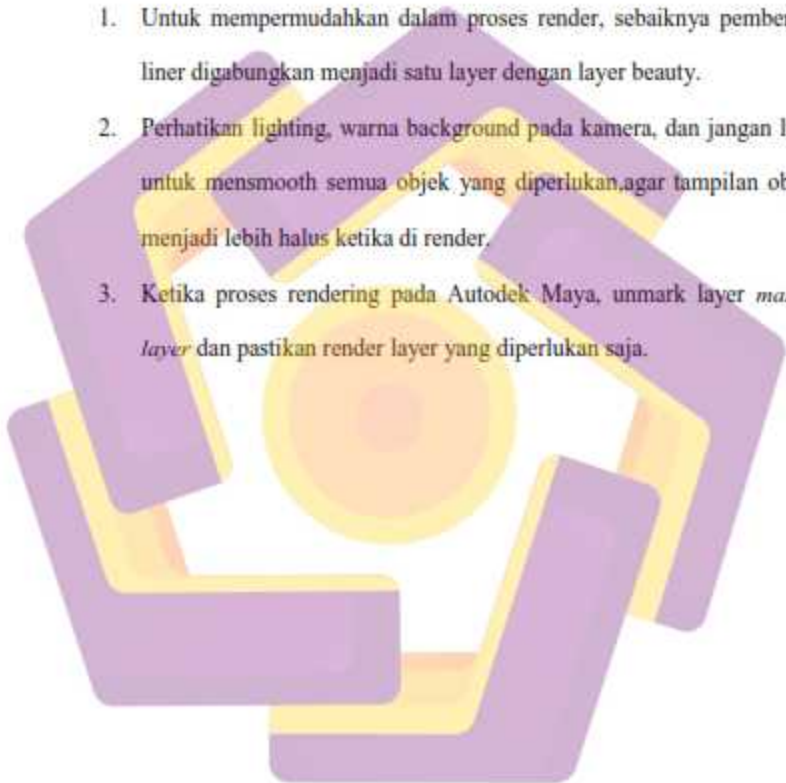 1. Untuk mempermudahkan dalam proses render, sebaiknya pember
liner digabungkan menjadi satu layer dengan layer beauty.
2. Perhatikan lighting, warna background pada kamera, dan jangan l
untuk mensmooth semua objek yang diperlukan,agar tampilan ob
menjadi lebih halus ketika di render.
3. Ketika proses rendering pada Autodek Maya, unmark layer mas
layer dan pastikan render layer yang diperlukan saja.